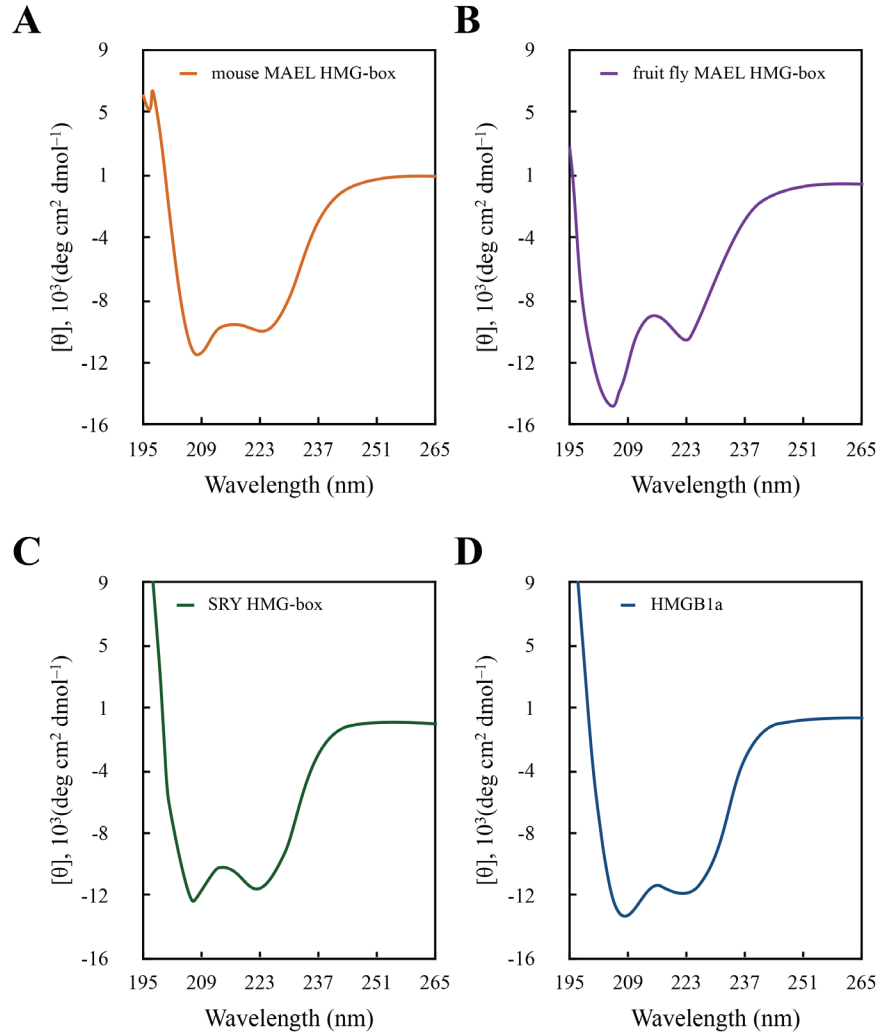 A
B
mouse MAEL HMG-box
fruit fly MAEL HMG-box
[θ], 10³(deg cm² dmol⁻¹)
9
5
1
-4
-8
-12
-16
195 209 223 237 251 265
Wavelength (nm)
[θ], 10³(deg cm² dmol⁻¹)
9
5
1
-4
-8
-12
-16
195 209 223 237 251 265
Wavelength (nm)
C
D
SRY HMG-box
HMGB1a
[θ], 10³(deg cm² dmol⁻¹)
9
5
1
-4
-8
-12
-16
195 209 223 237 251 265
Wavelength (nm)
[θ], 10³(deg cm² dmol⁻¹)
9
5
1
-4
-8
-12
-16
195 209 223 237 251 265
Wavelength (nm)